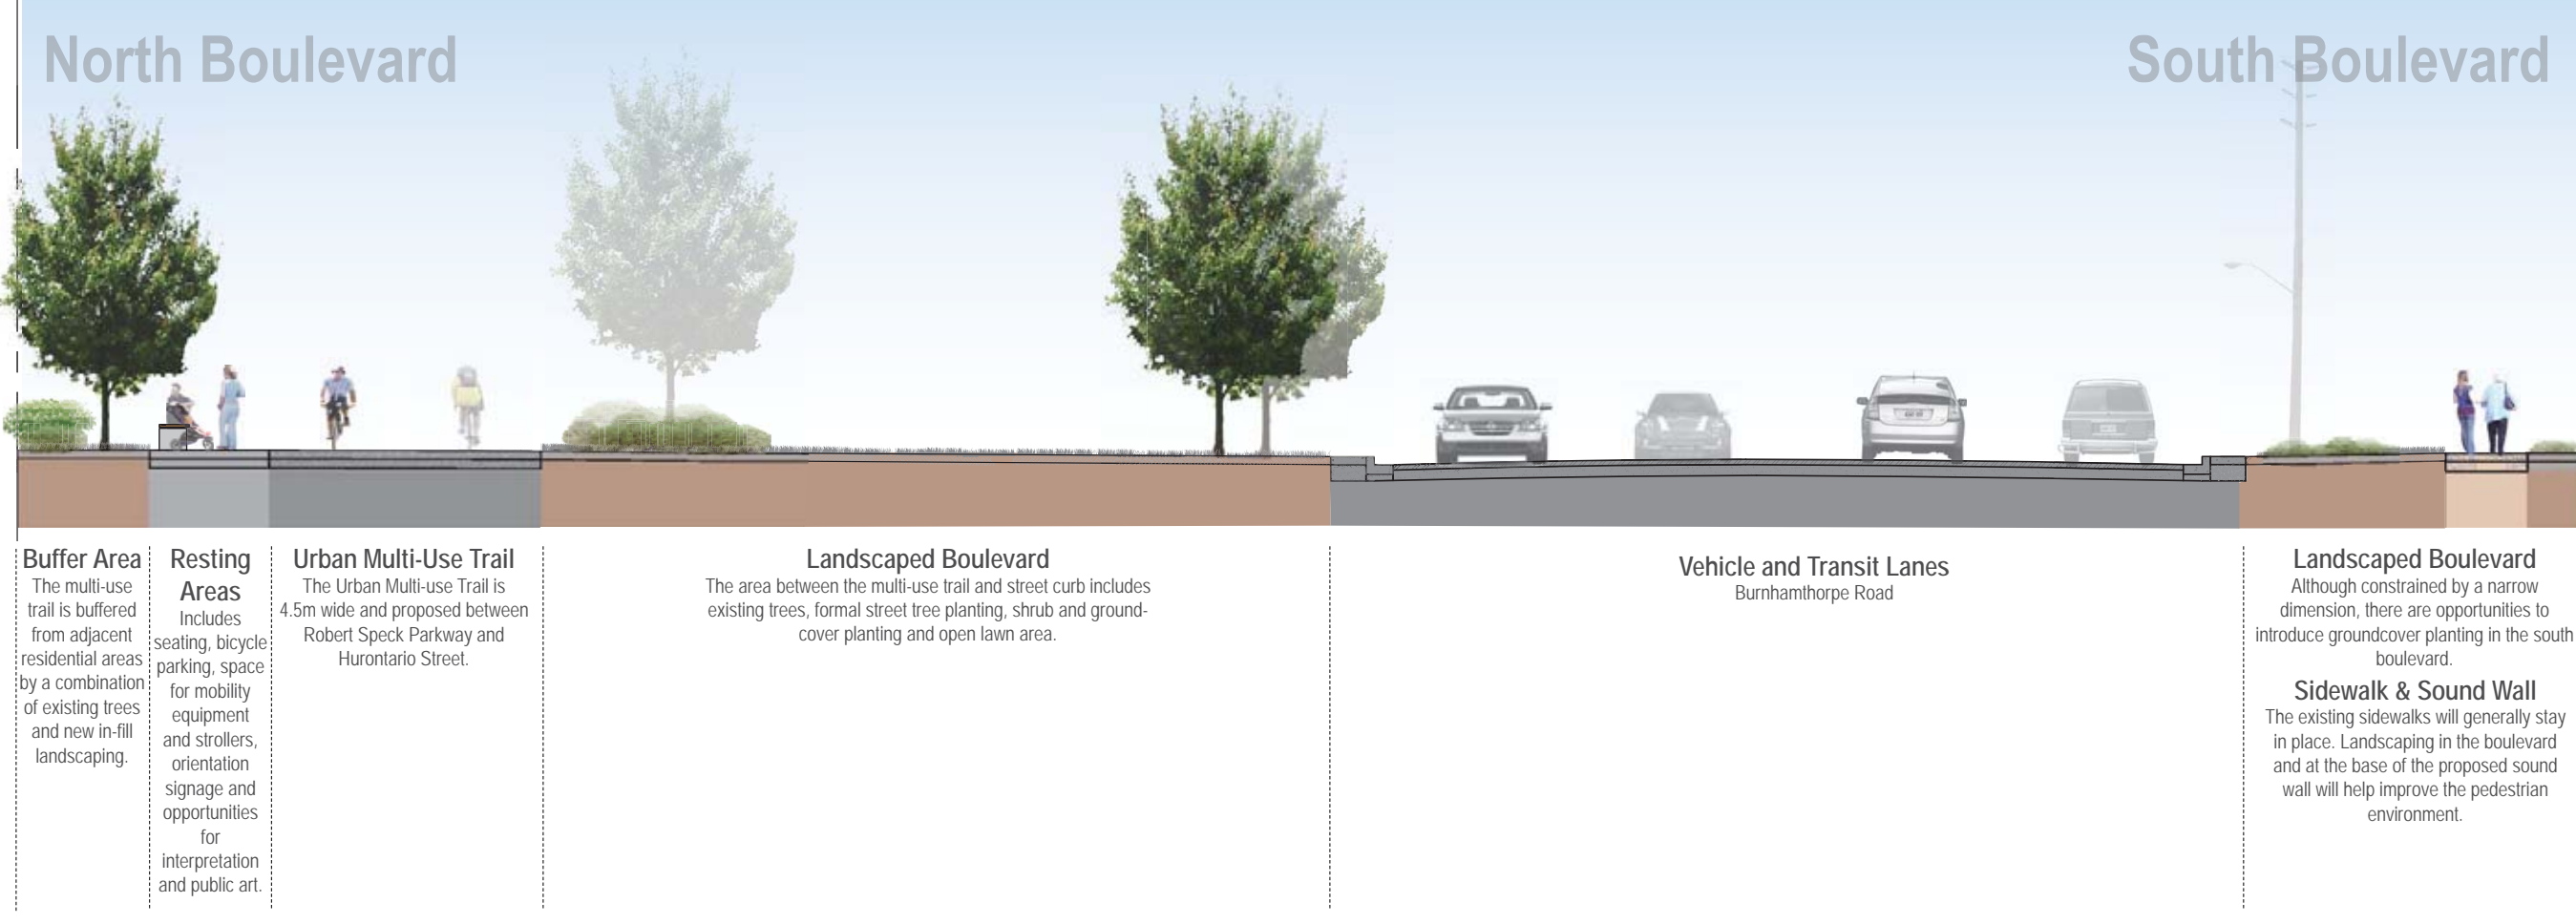 North Boulevard
South Boulevard
Buffer Area
The multi-use
trail is buffered
from adjacent
residential areas
by a combination
of existing trees
and new in-fill
landscaping.
Resting
Areas
Includes
seating, bicycle
parking, space
for mobility
equipment
and strollers,
orientation
signage and
opportunities
for
interpretation
and public art.
Urban Multi-Use Trail
The Urban Multi-use Trail is
4.5m wide and proposed between
Robert Speck Parkway and
Hurontario Street.
Landscaped Boulevard
The area between the multi-use trail and street curb includes
existing trees, formal street tree planting, shrub and ground-
cover planting and open lawn area.
Vehicle and Transit Lanes
Burnhamthorpe Road
Landscaped Boulevard
Although constrained by a narrow
dimension, there are opportunities to
introduce groundcover planting in the south
boulevard.
Sidewalk & Sound Wall
The existing sidewalks will generally stay
in place. Landscaping in the boulevard
and at the base of the proposed sound
wall will help improve the pedestrian
environment.